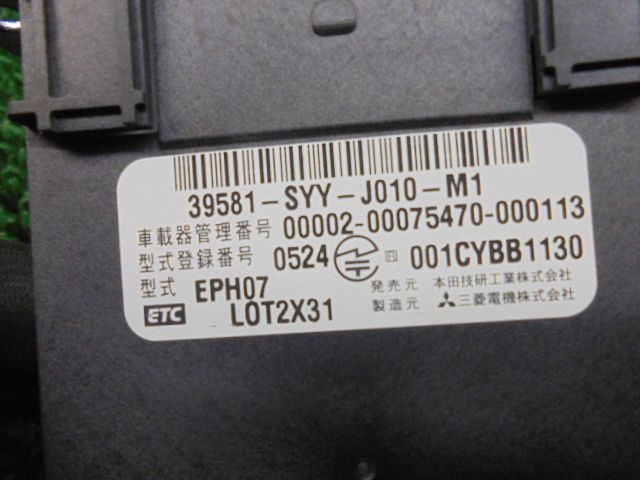 39581-SYY-J010-M1
車載器管理番号 00002-00075470-000113
型式登録番号 0524 R 001CYBB1130
型式 EPH07 発売元 本田技研工業株式会社
ETC LOT2X31 製造元 三菱電機株式会社